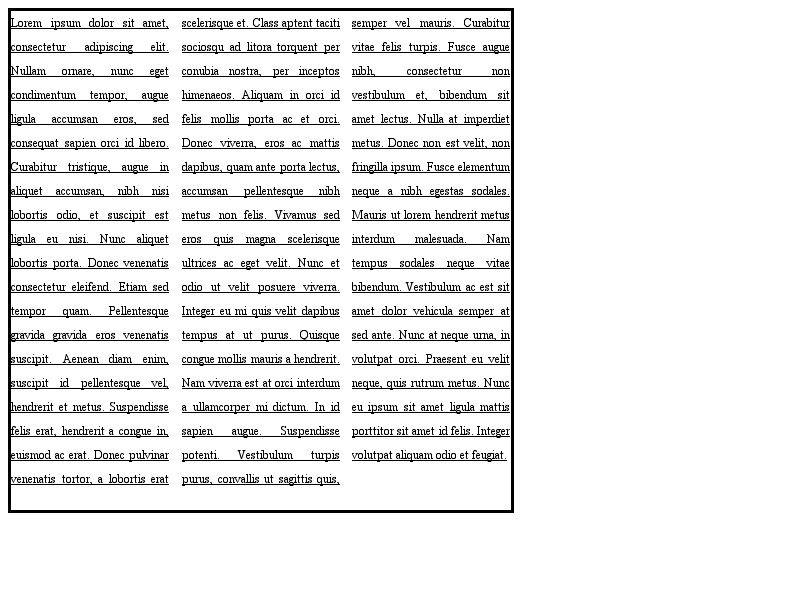 Lorem ipsum dolor sit amet,
consectetur adipiscing elit.
Nullam ornare, nunc eget
condimentum tempor, augue
ligula accumsan eros, sed
consequat sapien orci id libero.
Curabitur tristique, augue in
aliquet accumsan, nibh nisi
lobortis odio, et suscipit est
ligula eu nisi. Nunc aliquet
lobortis porta. Donec venenatis
consectetur eleifend. Etiam sed
tempor quam. Pellentesque
gravida gravida eros venenatis
suscipit. Aenean diam enim,
suscipit id pellentesque vel,
hendrerit et metus. Suspendisse
felis erat, hendrerit a congue in,
euismod ac erat. Donec pulvinar
venenatis tortor, a lobortis erat
scelerisque et. Class aptent taciti
sociosqu ad litora torquent per
conubia nostra, per inceptos
himenaeos. Aliquam in orci id
felis mollis porta ac et orci.
Donec viverra, eros ac mattis
dapibus, quam ante porta lectus,
accumsan pellentesque nibh
metus non felis. Vivamus sed
eros quis magna scelerisque
ultrices ac eget velit. Nunc et
odio ut velit posuere viverra.
Integer eu mi quis velit dapibus
tempus at ut purus. Quisque
congue mollis mauris a hendrerit.
Nam viverra est at orci interdum
a ullamcorper mi dictum. In id
sapien augue. Suspendisse
potenti. Vestibulum turpis
purus, convallis ut sagittis quis,
semper vel mauris. Curabitur
vitae felis turpis. Fusce augue
nibh, consectetur non
vestibulum et, bibendum sit
amet lectus. Nulla at imperdiet
metus. Donec non est velit, non
fringilla ipsum. Fusce elementum
neque a nibh egestas sodales.
Mauris ut lorem hendrerit metus
interdum malesuada. Nam
tempus sodales neque vitae
bibendum. Vestibulum ac est sit
amet dolor vehicula semper at
sed ante. Nunc at neque urna, in
volutpat orci. Praesent eu velit
neque, quis rutrum metus. Nunc
eu ipsum sit amet ligula mattis
porttitor sit amet id felis. Integer
volutpat aliquam odio et feugiat.